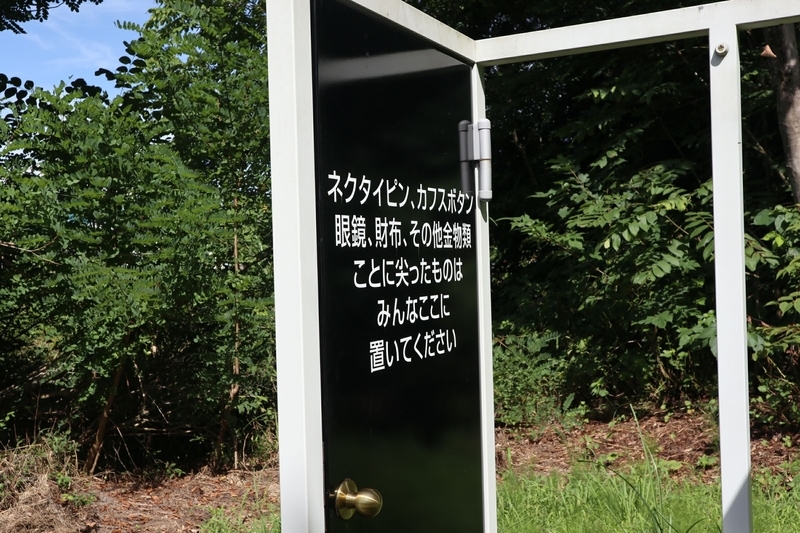 ネクタイピン、カフスボタン
眼鏡、財布、その他金物類
ことに尖ったものは
みんなここに
置いてください